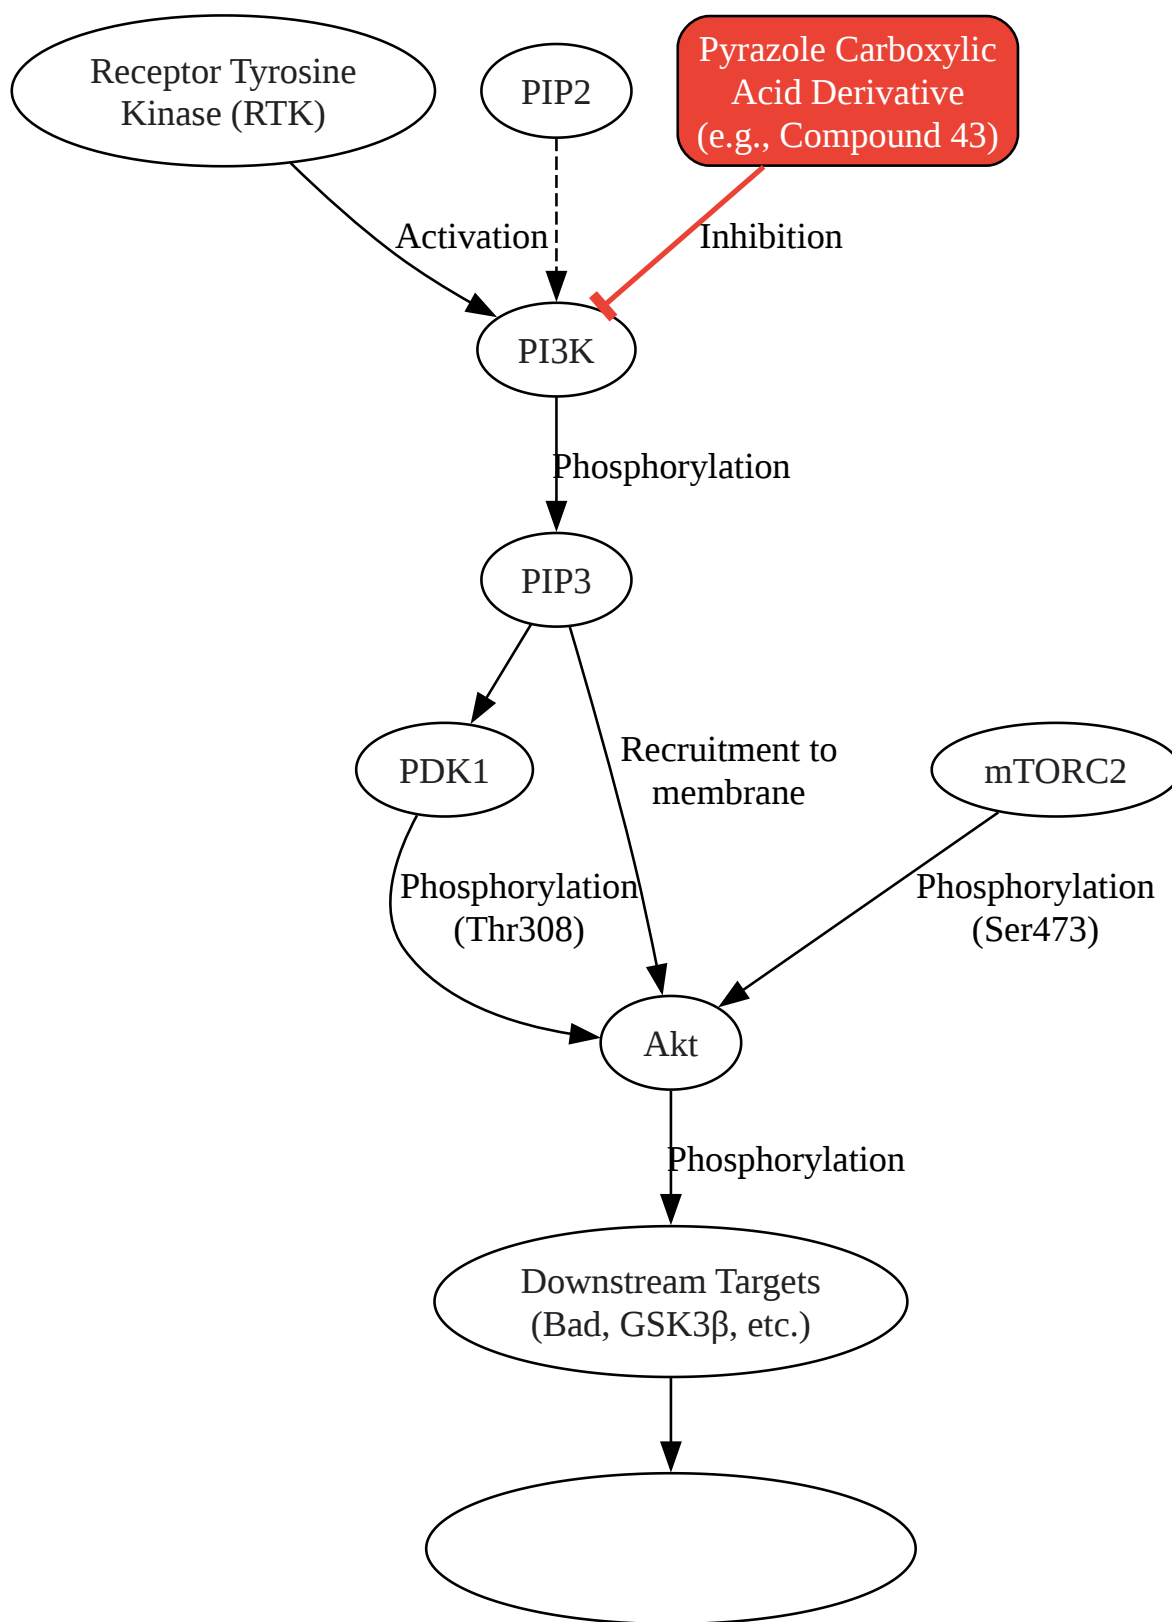 Receptor Tyrosine
Kinase (RTK)
PIP2
Pyrazole Carboxylic
Acid Derivative
(e.g., Compound 43)
Activation
Inhibition
PI3K
Phosphorylation
PIP3
Recruitment to
membrane
PDK1
mTORC2
Phosphorylation
(Thr308)
Phosphorylation
(Ser473)
Akt
Phosphorylation
Downstream Targets
(Bad, GSK3β, etc.)